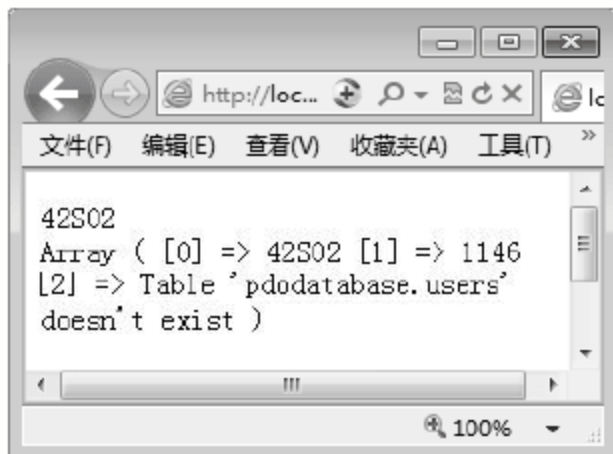 http://loc... lc
文件(F) 编辑(E) 查看(V) 收藏夹(A) 工具(T) »
42S02
Array ( [0] => 42S02 [1] => 1146
[2] => Table 'pdodatabase.users'
doesn't exist )
100%